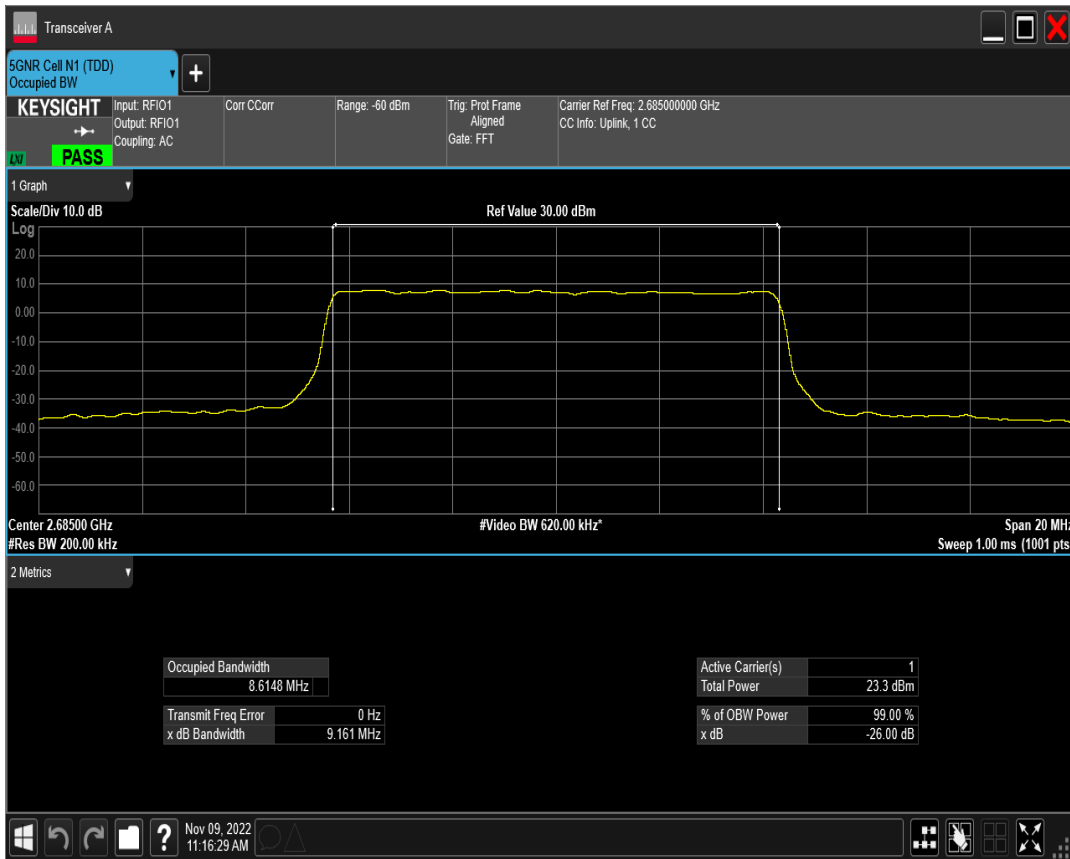 Transceiver A
5GNR Cell N1 (TDD)
Occupied BW
+
KEYSIGHT
LXI
PASS
Input: RFIO1
Output: RFIO1
Coupling: AC
Corr CCorr
Range: -60 dBm
Trig: Prot Frame
Aligned
Gate: FFT
Carrier Ref Freq: 2.685000000 GHz
CC Info: Uplink, 1 CC
1 Graph
Scale/Div 10.0 dB
Ref Value 30.00 dBm
Log
20.0
10.0
0.00
-10.0
-20.0
-30.0
-40.0
-50.0
-60.0
Center 2.68500 GHz
#Video BW 620.00 kHz*
Span 20 MHz
#Res BW 200.00 kHz
Sweep 1.00 ms (1001 pts
2 Metrics
Occupied Bandwidth
8.6148 MHz
Transmit Freq Error 0 Hz
x dB Bandwidth 9.161 MHz
Active Carrier(s) 1
Total Power 23.3 dBm
% of OBW Power 99.00 %
x dB -26.00 dB
?
Nov 09, 2022
11:16:29 AM